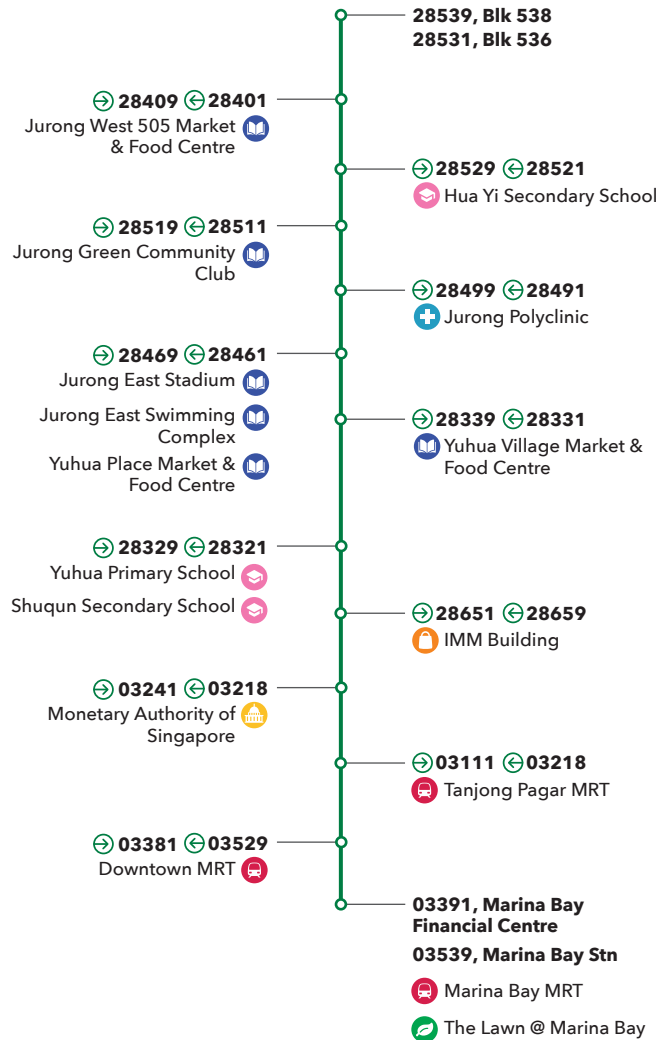 28539, Blk 538
28531, Blk 536
28409 28401
Jurong West 505 Market
& Food Centre
28529 28521
Hua Yi Secondary School
28519 28511
Jurong Green Community
Club
28499 28491
Jurong Polyclinic
28469 28461
Jurong East Stadium
Jurong East Swimming
Complex
Yuhua Place Market &
Food Centre
28339 28331
Yuhua Village Market &
Food Centre
28329 28321
Yuhua Primary School
Shuqun Secondary School
28651 28659
IMM Building
03241 03218
Monetary Authority of
Singapore
03111 03218
Tanjong Pagar MRT
03381 03529
Downtown MRT
03391, Marina Bay
Financial Centre
03539, Marina Bay Stn
Marina Bay MRT
The Lawn @ Marina Bay